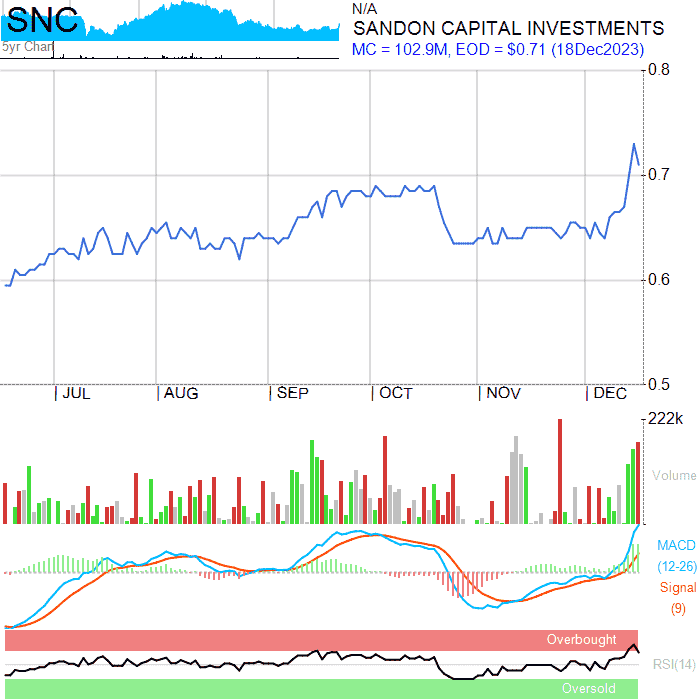 SNC
5yr Chart
N/A
SANDON CAPITAL INVESTMENTS
MC = 102.9M, EOD = $0.71 (18Dec2023)
0.8
0.7
0.6
0.5
JUL AUG SEP OCT NOV DEC
222k
Volume
MACD
(12-26)
Signal
(9)
Overbought
RSI(14)
Oversold